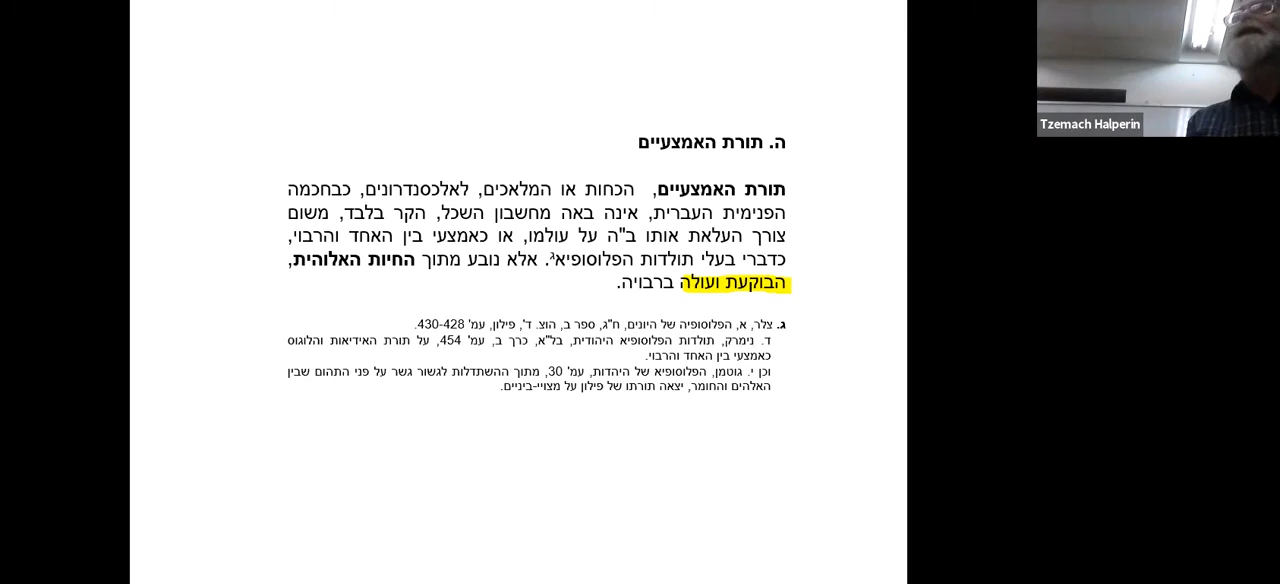 ה. תורת האמצעיים
תורת האמצעיים, הכחות או המלאכים, לאלכסנדרונים, כבחכמה
הפנימית העברית, אינה באה מחשבון השכל, הקר בלבד, משום
צורך העלאת אותו ב"ה על עולמו, או כאמצעי בין האחד והרבוי,
כדברי בעלי תולדות הפלוסופיאג. אלא נובע מתוך החיות האלוהית,
הבוקעת ועולה ברבויה.
ג. צלר, א, הפלוסופיה של היונים, ח"ג, ספר ב, הוצ. ד', פילון, עמ' 430-428.
ד. נימרק, תולדות הפלוסופיא היהודית, בל"א, כרך ב, עמ' 454, על תורת האידיאות והלוגוס
כאמצעי בין האחד והרבוי.
וכן י. גוטמן, הפלוסופיא של היהדות, עמ' 30, מתוך ההשתדלות לגשור גשר על פני התהום שבין
האלהים והחומר, יצאה תורתו של פילון על מצויי-ביניים.
Tzemach Halperin